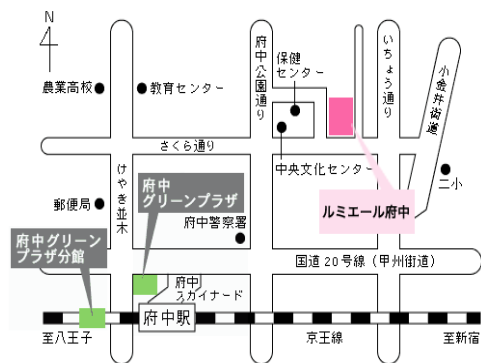 N
農業高校
教育センター
府中公園通り
保健
センター
いちょう通り
小金井街道
さくら通り
中央文化センター
二小
けやき並木
郵便局
府中
グリーンプラザ
府中警察署
ルミエール府中
府中グリーン
プラザ分館
国道20号線（甲州街道）
府中
スカイナード
府中駅
至八王子
京王線
至新宿